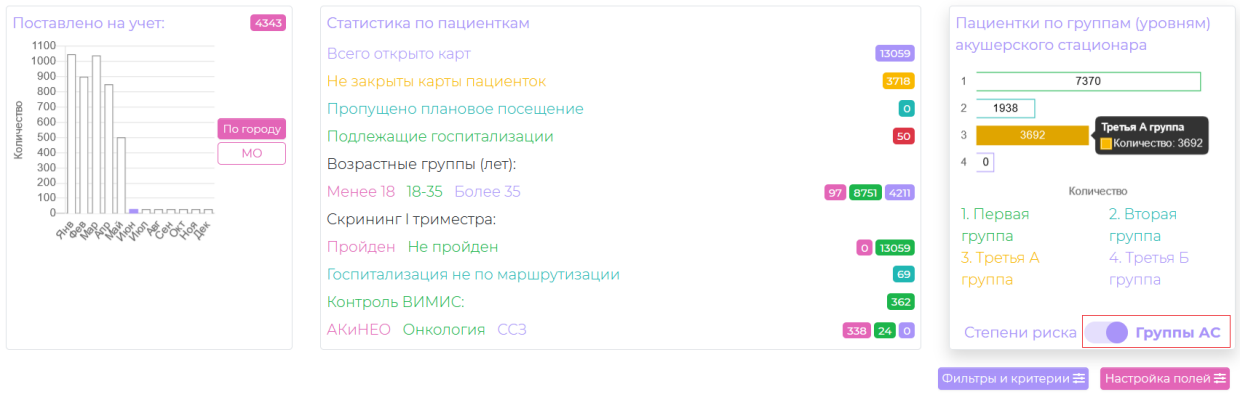 Поставлено на учет: 4343
Количество
1100
1000
900
800
700
600
500
400
300
200
100
0
Янв Фев Мар Апр Май Июн Июл Авг Сен Окт Ноя Дек
По городу
МО
Статистика по пациенткам
Всего открыто карт 13059
Не закрыты карты пациенток 3718
Пропущено плановое посещение 0
Подлежащие госпитализации 50
Возрастные группы (лет):
Менее 18 18-35 Более 35 97 8751 4211
Скрининг I триместра:
Пройден Не пройден 0 13059
Госпитализация не по маршрутизации 69
Контроль ВИМИС: 362
АКиНЕО Онкология ССЗ 338 24 0
Пациентки по группам (уровням)
акушерского стационара
1 7370
2 1938
3 3692
4 0
Третья А группа
Количество: 3692
Количество
1. Первая группа
2. Вторая группа
3. Третья А группа
4. Третья Б группа
Степени риска Группы АС
Фильтры и критерии
Настройка полей